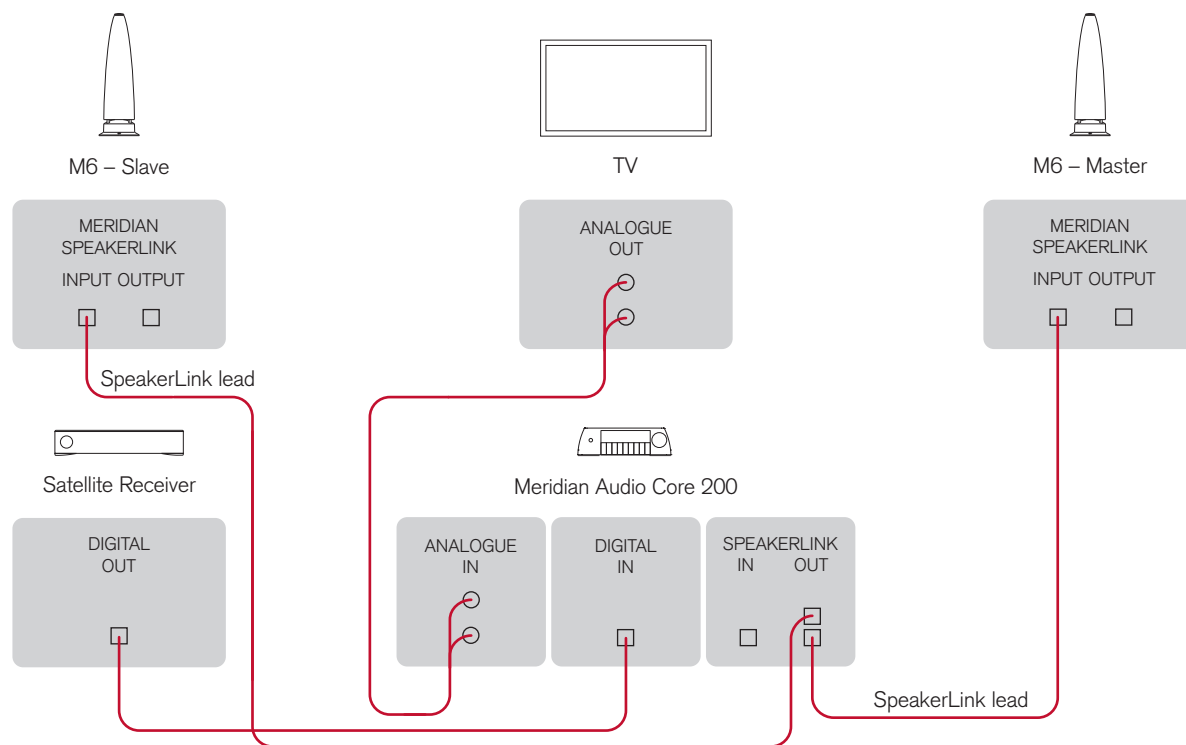 M6 – Slave
TV
M6 – Master
MERIDIAN
SPEAKERLINK
INPUT OUTPUT
ANALOGUE
OUT
MERIDIAN
SPEAKERLINK
INPUT OUTPUT
SpeakerLink lead
Satellite Receiver
Meridian Audio Core 200
DIGITAL
OUT
ANALOGUE
IN
DIGITAL
IN
SPEAKERLINK
IN OUT
SpeakerLink lead